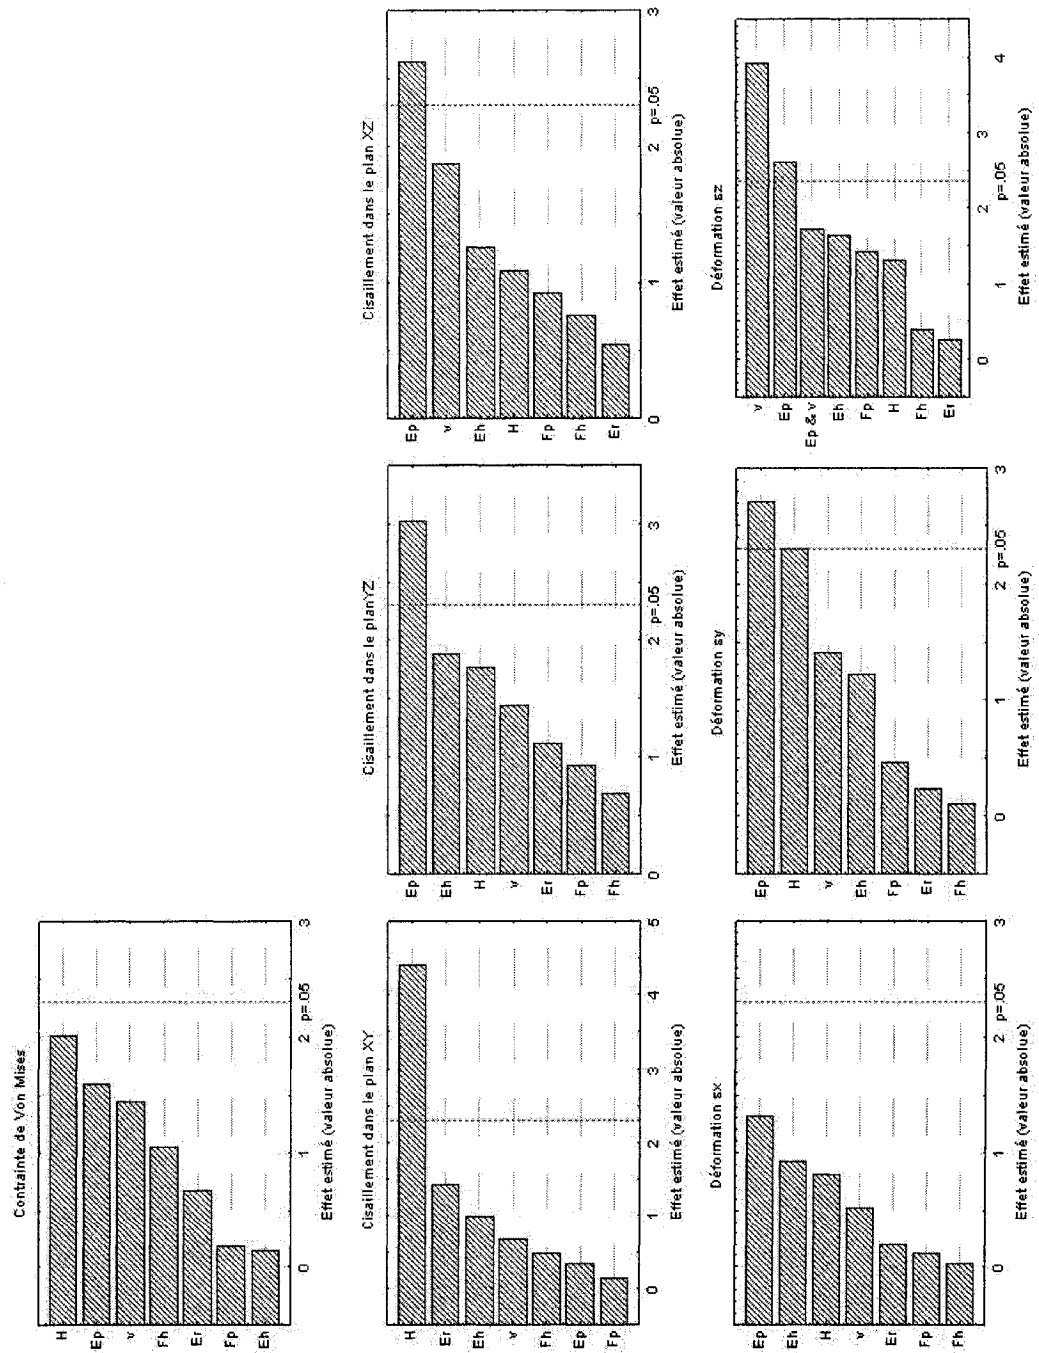 Contrainte de Von Mises
H
Ep
v
Fh
Er
Fp
Eh
0 1 2 p=.05 3
Effet estimé (valeur absolue)
Cisaillement dans le plan XY
H
Er
Eh
v
Fh
Ep
Fp
0 1 2 p=.05 3 4 5
Effet estimé (valeur absolue)
Cisaillement dans le planYZ
Ep
Eh
H
v
Er
Fp
Fh
0 1 2 p=.05 3
Effet estimé (valeur absolue)
Cisaillement dans le plan XZ
Ep
v
Eh
H
Fp
Fh
Er
0 1 2 p=.05 3
Effet estimé (valeur absolue)
Déformation εx
Ep
Eh
H
v
Er
Fp
Fh
0 1 2 p=.05 3
Effet estimé (valeur absolue)
Déformation εy
Ep
H
v
Eh
Fp
Er
Fh
0 1 2 p=.05 3
Effet estimé (valeur absolue)
Déformation εz
v
Ep
Ep & v
Eh
Fp
H
Fh
Er
0 1 2 p=.05 3 4
Effet estimé (valeur absolue)